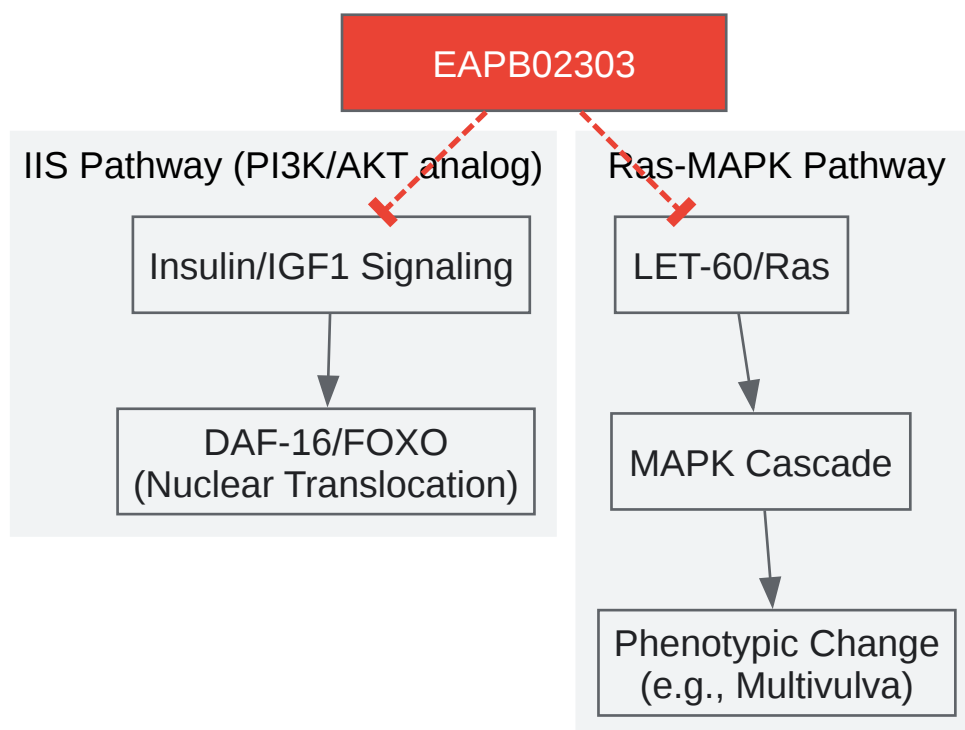 EAPB02303
IIS Pathway (PI3K/AKT analog)
Insulin/IGF1 Signaling
DAF-16/FOXO
(Nuclear Translocation)
Ras-MAPK Pathway
LET-60/Ras
MAPK Cascade
Phenotypic Change
(e.g., Multivulva)